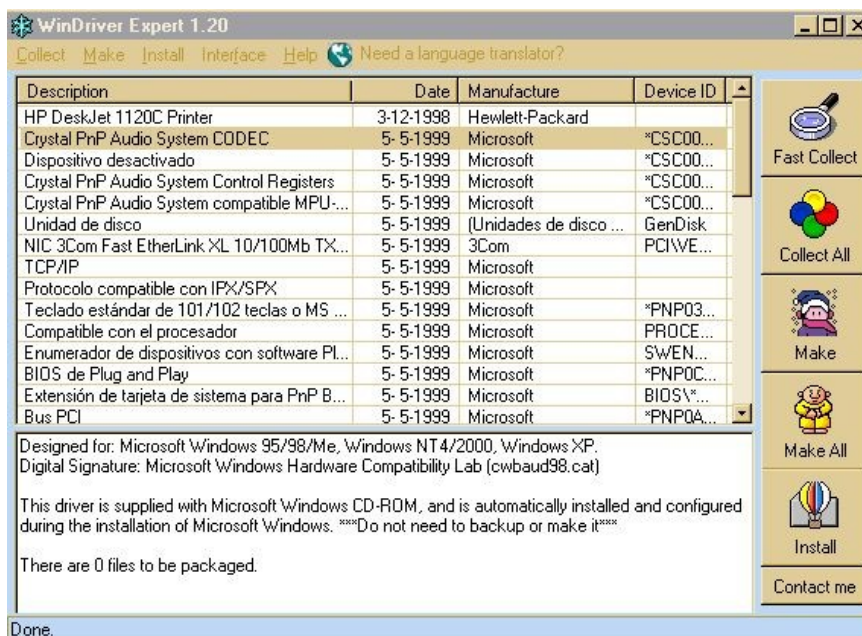 WinDriver Expert 1.20
Collect Make Install Interface Help Need a language translator?
Description Date Manufacture Device ID
HP DeskJet 1120C Printer 3-12-1998 Hewlett-Packard
Crystal PnP Audio System CODEC 5- 5-1999 Microsoft *CSC00...
Dispositivo desactivado 5- 5-1999 Microsoft *CSC00...
Crystal PnP Audio System Control Registers 5- 5-1999 Microsoft *CSC00...
Crystal PnP Audio System compatible MPU-... 5- 5-1999 Microsoft *CSC00...
Unidad de disco 5- 5-1999 (Unidades de disco ... GenDisk
NIC 3Com Fast EtherLink XL 10/100Mb TX... 5- 5-1999 3Com PCI\VE...
TCP/IP 5- 5-1999 Microsoft
Protocolo compatible con IPX/SPX 5- 5-1999 Microsoft
Teclado estándar de 101/102 teclas o MS ... 5- 5-1999 Microsoft *PNP03...
Compatible con el procesador 5- 5-1999 Microsoft PROCE...
Enumerador de dispositivos con software Pl... 5- 5-1999 Microsoft SWEN...
BIOS de Plug and Play 5- 5-1999 Microsoft *PNP0C...
Extensión de tarjeta de sistema para PnP B... 5- 5-1999 Microsoft BIOS\*...
Bus PCI 5- 5-1999 Microsoft *PNP0A...
Fast Collect
Collect All
Make
Make All
Install
Contact me
Designed for: Microsoft Windows 95/98/Me, Windows NT4/2000, Windows XP.
Digital Signature: Microsoft Windows Hardware Compatibility Lab (cwbaud98.cat)
This driver is supplied with Microsoft Windows CD-ROM, and is automatically installed and configured
during the installation of Microsoft Windows. ***Do not need to backup or make it***
There are 0 files to be packaged.
Done.